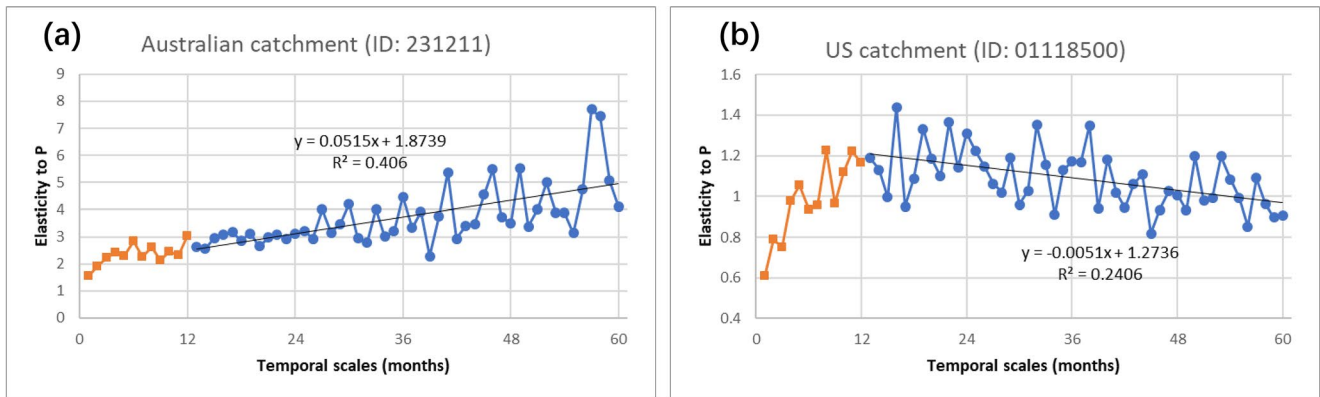 (a)
Australian catchment (ID: 231211)
9
8
7
6
5
4
3
2
1
0
Elasticity to P
y = 0.0515x + 1.8739
R² = 0.406
0 12 24 36 48 60
Temporal scales (months)
(b)
US catchment (ID: 01118500)
1.6
1.4
1.2
1
0.8
0.6
0.4
Elasticity to P
y = -0.0051x + 1.2736
R² = 0.2406
0 12 24 36 48 60
Temporal scales (months)